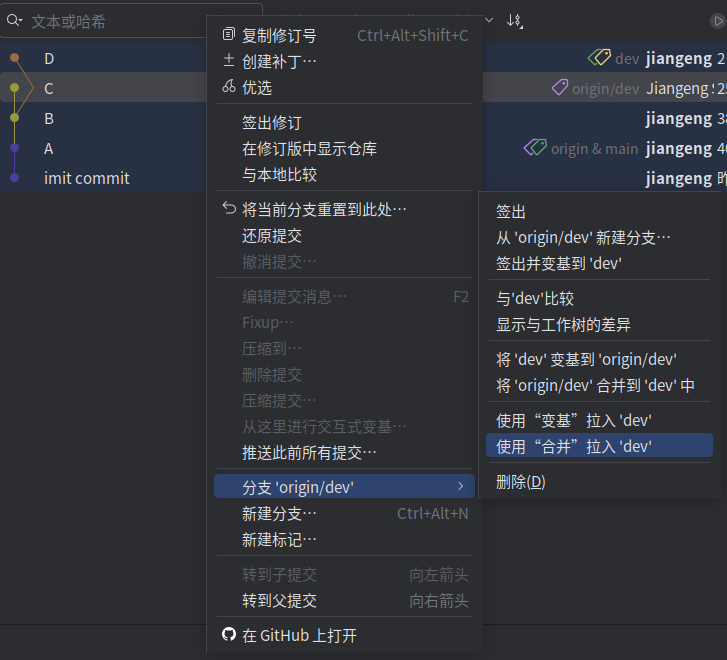 文本或哈希
D
dev jiangeng 2
C
origin/dev Jiangeng S 25
B
jiangeng 38
A
origin & main jiangeng 4
imit commit
jiangeng 昨
复制修订号 Ctrl+Alt+Shift+C
创建补丁…
优选
签出修订
在修订版中显示仓库
与本地比较
将当前分支重置到此处…
还原提交
撤消提交…
编辑提交消息… F2
Fixup…
压缩到…
删除提交
压缩提交…
从这里进行交互式变基…
推送此前所有提交…
分支 'origin/dev'
新建分支… Ctrl+Alt+N
新建标记…
转到子提交 向左箭头
转到父提交 向右箭头
在 GitHub 上打开
签出
从 'origin/dev' 新建分支…
签出并变基到 'dev'
与'dev'比较
显示与工作树的差异
将 'dev' 变基到 'origin/dev'
将 'origin/dev' 合并到 'dev' 中
使用“变基”拉入 'dev'
使用“合并”拉入 'dev'
删除(D)